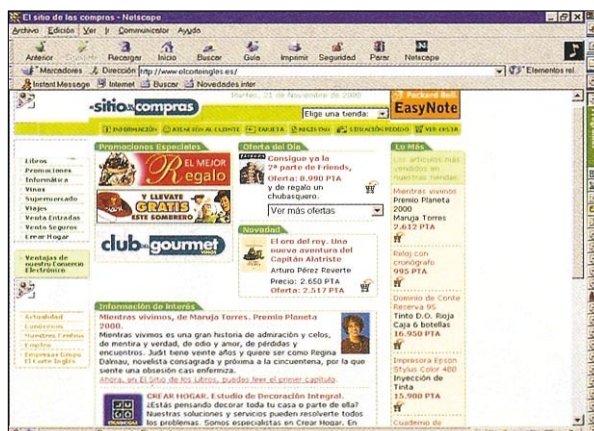 El sitio de las compras - Netscape
Archivo Edición Ver Ir Communicator Ayuda
Anterior Recargar Inicio Buscar Guía Imprimir Seguridad Parar Netscape
Marcadores Dirección http://www.elcorteingles.es/ Elementos rel.
Instant Message Internet Buscar Novedades inter
Martes, 21 de Noviembre de 2000
-sitio de compras
Elige una tienda:
Packard Bell
EasyNote
INFORMACIÓN ATENCIÓN AL CLIENTE TARJETA REGISTRO SITUACIÓN PEDIDO VER CESTA
Libros
Promociones
Informática
Vinos
Supermercado
Viajes
Venta Entradas
Venta Seguros
Crear Hogar
Ventajas de
nuestro Comercio
Electrónico
Actualidad
Conócenos
Nuestros Centros
Empleo
Empresas Grupo
El Corte Inglés
Promociones Especiales
EL MEJOR
Regalo
Y LLEVATE
GRATIS
ESTE SOMBRERO
club del gourmet
VINOS
Oferta del Día
Consigue ya la
2ª parte de Friends,
Oferta: 8.990 PTA
y de regalo un
chubasquero.
Ver más ofertas
Novedad
El oro del rey. Una
nueva aventura del
Capitán Alatriste
Arturo Pérez Reverte
Precio: 2.650 PTA
Oferta: 2.517 PTA
Lo Más
Los artículos más
vendidos en
nuestras tiendas
Mientras vivimos
Premio Planeta
2000
Maruja Torres
2.612 PTA
Reloj con
cronógrafo
995 PTA
Dominio de Conte
Reserva 95
Tinto D.O. Rioja
Caja 6 botellas
16.950 PTA
Impresora Epson
Stylus Color 480
Inyección de
Tinta
15.900 PTA
Cuaderno de
Información de Interés
Mientras vivimos, de Maruja Torres. Premio Planeta
2000.
Mientras vivimos es una gran historia de admiración y celos,
de mentira y verdad, de odio y amor, de pérdidas y
encuentros. Judit tiene veinte años y quiere ser como Regina
Dalmau, novelista consagrada y próxima a la cincuentena, por la que
siente una obsesión casi enfermiza.
Ahora, en El Sitio de los Libros, puedas leer el primer capítulo.
CREAR HOGAR. Estudio de Decoración Integral.
¿Estás pensando decorar toda tu casa o parte de ella?
Nuestras soluciones y servicios pueden resolverte todos
los problemas. Somos especialistas en Crear Hogar. En
CREAHOGAR